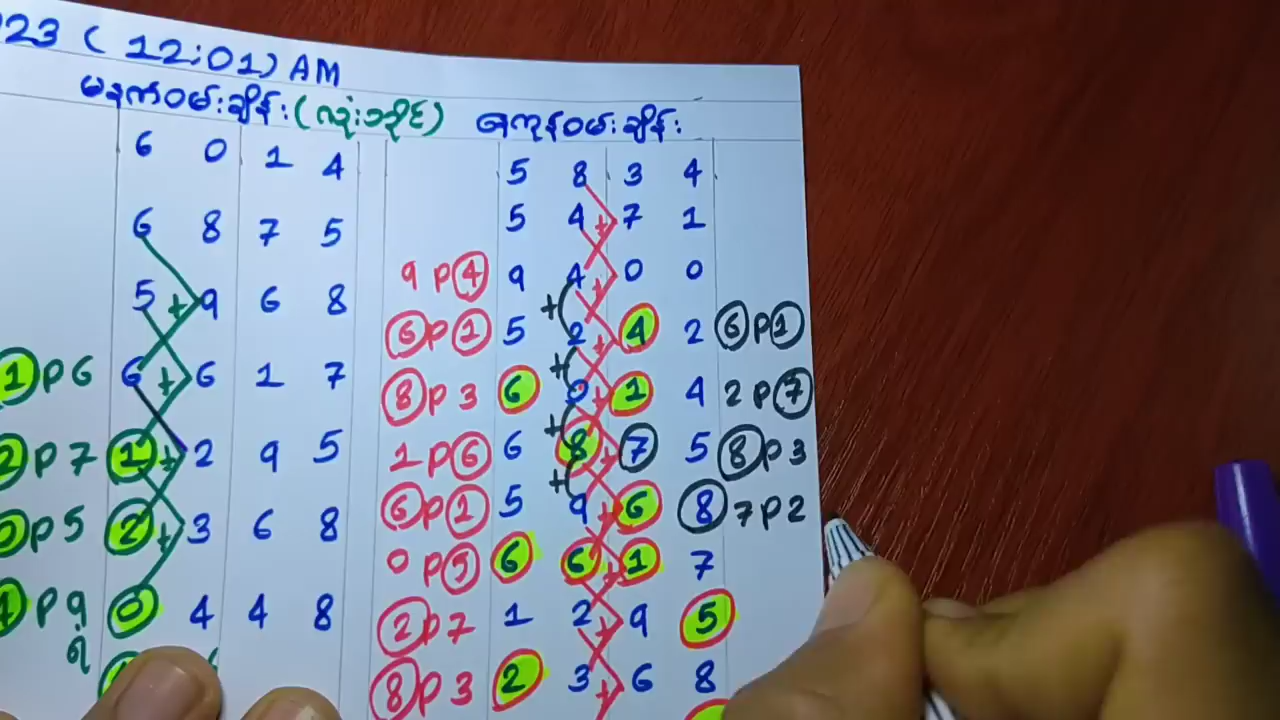 023 ( 12:01) AM
မနက်ဝမ်းချိန်း (လုံးဘိုင်) ညကုန်ဝမ်းချိန်း
6 0 1 4 5 8 3 4
6 8 7 5 5 4 + 7 1
9 P 4 9 4 + 0 0
5 + 9 6 8 6 P 1 5 + 2 + 4 2 6 P 1
1 P 6 6 + 6 1 7 8 P 3 6 + 0 + 1 4 2 P 7
2 P 7 1 + 2 9 5 1 P 6 6 + 8 + 7 5 8 P 3
0 P 5 2 + 3 6 8 6 P 1 5 + 9 + 6 8 7 P 2
0 P 5 6 6 + 1 7
4 P 9 0 4 4 8 2 P 7 1 2 + 9 5
ရဲ 8 P 3 2 3 + 6 8